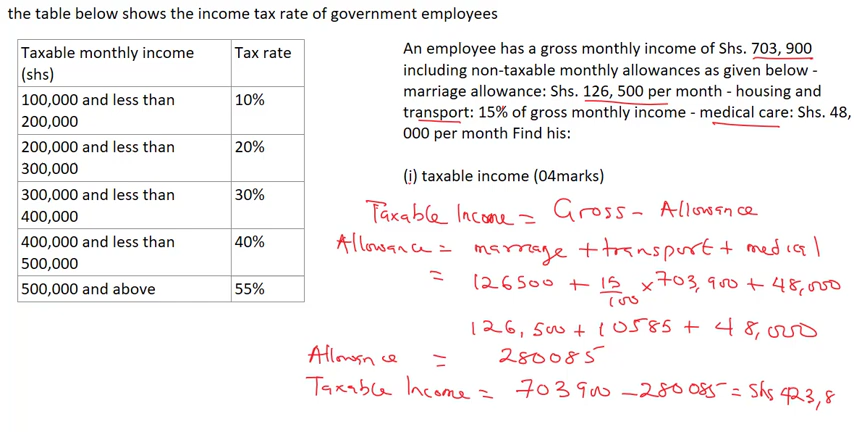 the table below shows the income tax rate of government employees
Taxable monthly income Tax rate
(shs)
100,000 and less than 10%
200,000
200,000 and less than 20%
300,000
300,000 and less than 30%
400,000
400,000 and less than 40%
500,000
500,000 and above 55%
An employee has a gross monthly income of Shs. 703, 900
including non-taxable monthly allowances as given below -
marriage allowance: Shs. 126, 500 per month - housing and
transport: 15% of gross monthly income - medical care: Shs. 48,
000 per month Find his:
(i) taxable income (04marks)
Taxable Income = Gross - Allowance
Allowance = marriage + transport + medical
= 126500 + 15/100 × 703,900 + 48,000
126,500 + 10585 + 48,000
Allowance = 280085
Taxable Income = 703900 - 280085 = Shs 423,8